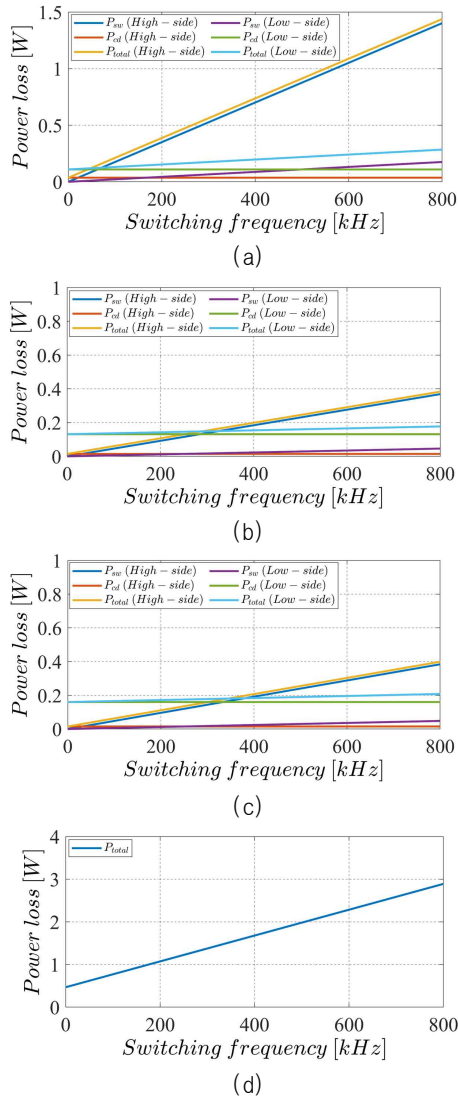 1.5
P_sw (High − side) P_sw (Low − side)
P_cd (High − side) P_cd (Low − side)
P_total (High − side) P_total (Low − side)
1
0.5
0
0 200 400 600 800
Power loss [W]
Switching frequency [kHz]
(a)
1
P_sw (High − side) P_sw (Low − side)
P_cd (High − side) P_cd (Low − side)
P_total (High − side) P_total (Low − side)
0.8
0.6
0.4
0.2
0
0 200 400 600 800
Power loss [W]
Switching frequency [kHz]
(b)
1
P_sw (High − side) P_sw (Low − side)
P_cd (High − side) P_cd (Low − side)
P_total (High − side) P_total (Low − side)
0.8
0.6
0.4
0.2
0
0 200 400 600 800
Power loss [W]
Switching frequency [kHz]
(c)
4
P_total
3
2
1
0
0 200 400 600 800
Power loss [W]
Switching frequency [kHz]
(d)